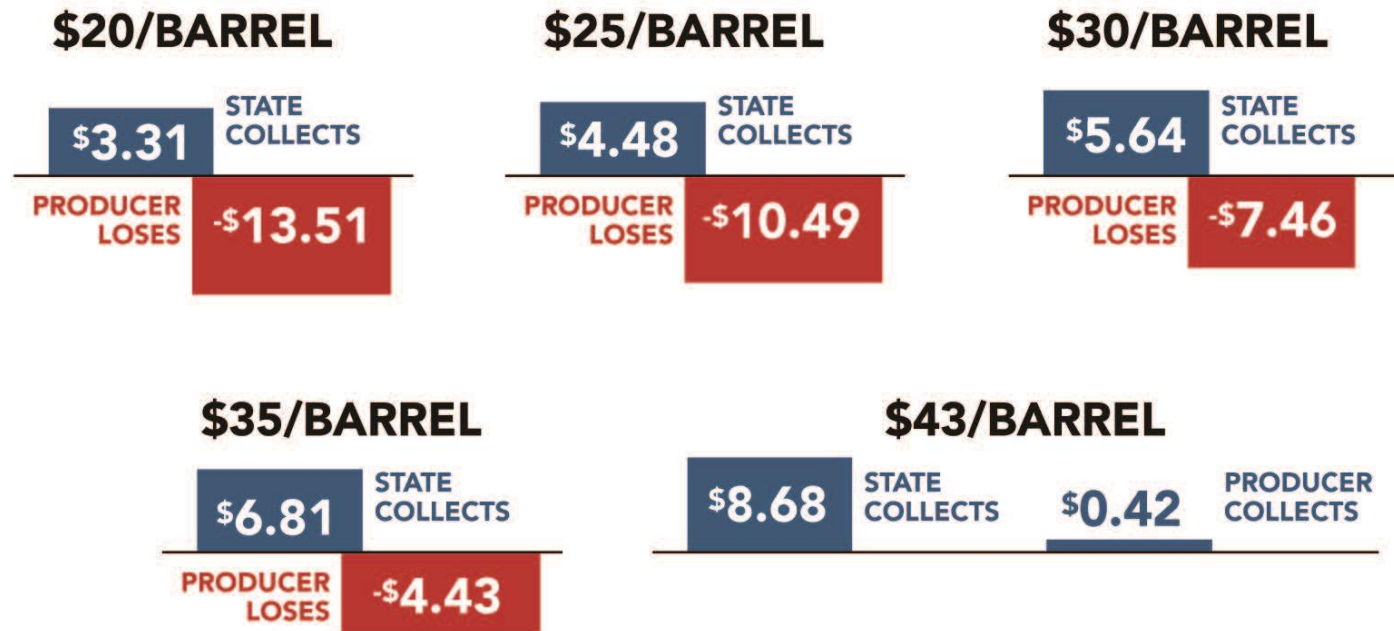 $20/BARREL
$3.31
STATE
COLLECTS
PRODUCER
LOSES
-$13.51
$25/BARREL
$4.48
STATE
COLLECTS
PRODUCER
LOSES
-$10.49
$30/BARREL
$5.64
STATE
COLLECTS
PRODUCER
LOSES
-$7.46
$35/BARREL
$6.81
STATE
COLLECTS
PRODUCER
LOSES
-$4.43
$43/BARREL
$8.68
STATE
COLLECTS
$0.42
PRODUCER
COLLECTS